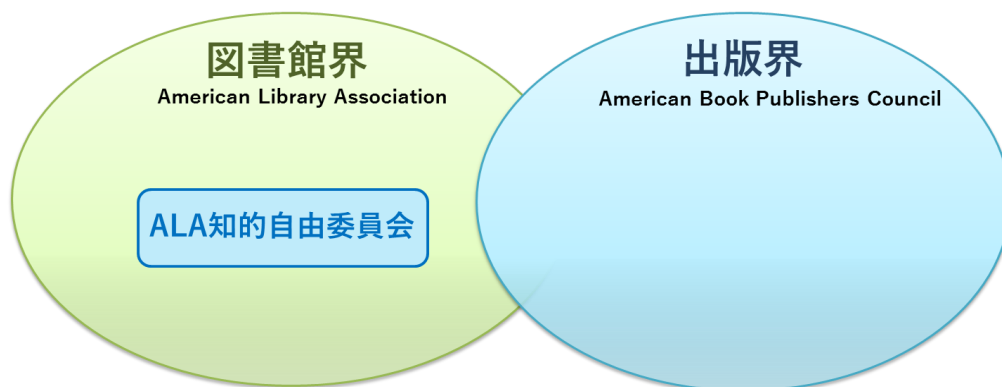 図書館界
American Library Association
ALA知的自由委員会
出版界
American Book Publishers Council